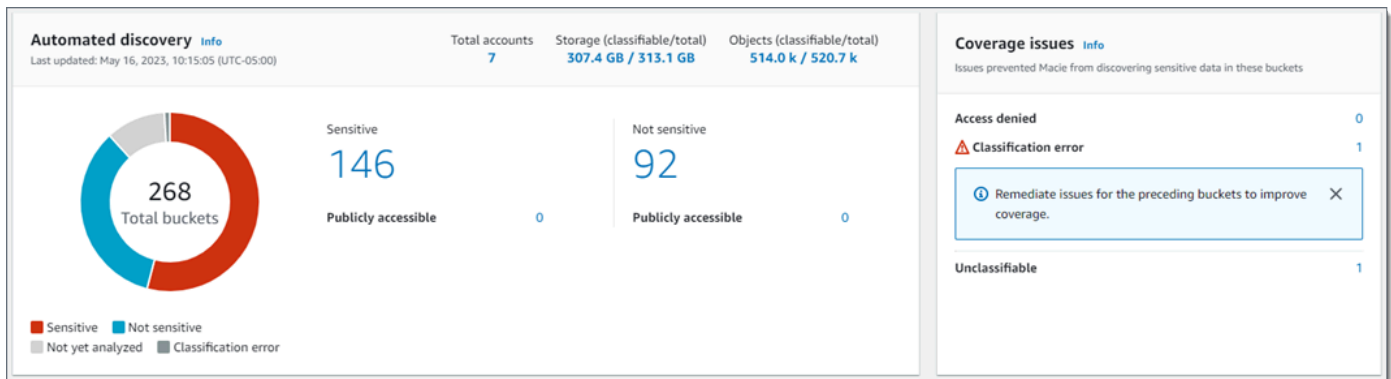 Automated discovery Info
Last updated: May 16, 2023, 10:15:05 (UTC-05:00)
Total accounts
7
Storage (classifiable/total)
307.4 GB / 313.1 GB
Objects (classifiable/total)
514.0 k / 520.7 k
268
Total buckets
Sensitive
Not sensitive
Not yet analyzed
Classification error
Sensitive
146
Publicly accessible 0
Not sensitive
92
Publicly accessible 0
Coverage issues Info
Issues prevented Macie from discovering sensitive data in these buckets
Access denied 0
Classification error 1
Remediate issues for the preceding buckets to improve
coverage.
Unclassifiable 1